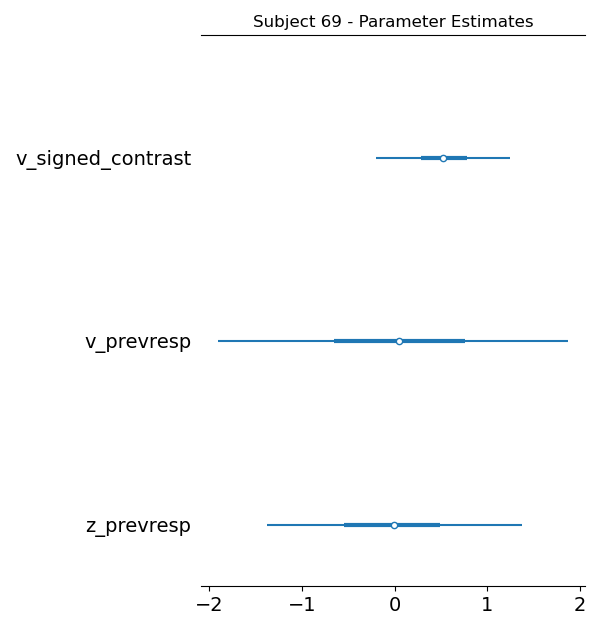 Subject 69 - Parameter Estimates
v_signed_contrast
v_prevresp
z_prevresp
−2 −1 0 1 2